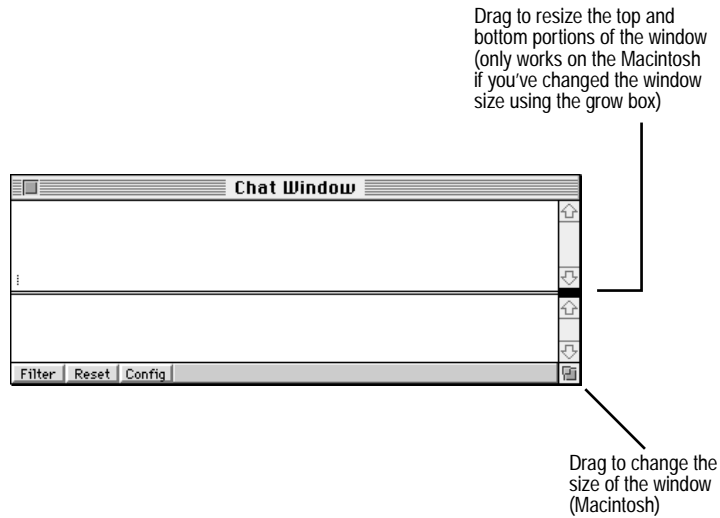 Drag to resize the top and
bottom portions of the window
(only works on the Macintosh
if you've changed the window
size using the grow box)
Chat Window
Filter Reset Config
Drag to change the
size of the window
(Macintosh)